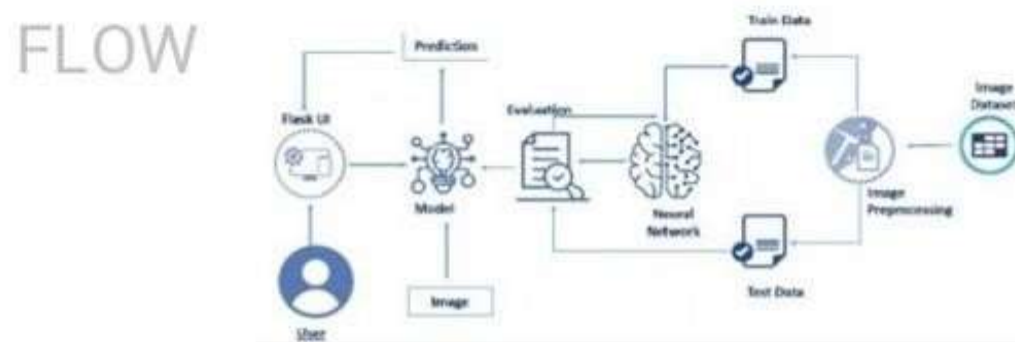 FLOW
Train Data
Prediction
Image
Dataset
Evaluation
Flask UI
Model
Neural
Network
Image
Preprocessing
Image
Test Data
User